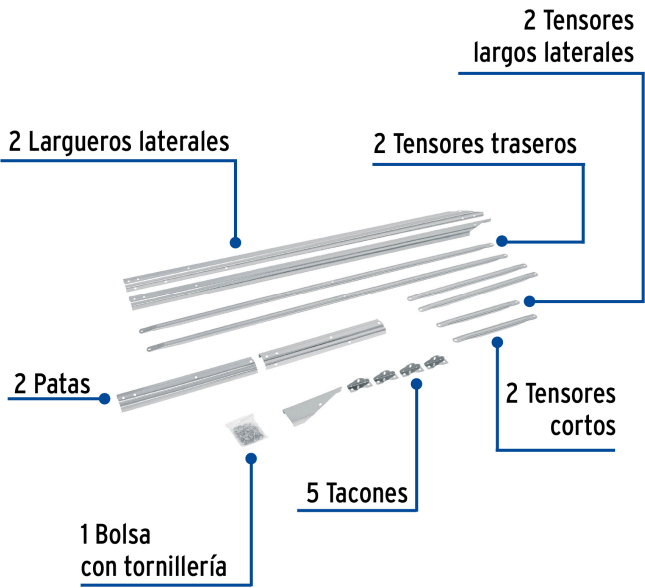 2 Tensores
largos laterales
2 Largueros laterales
2 Tensores traseros
2 Patas
2 Tensores
cortos
5 Tacones
1 Bolsa
con tornillería